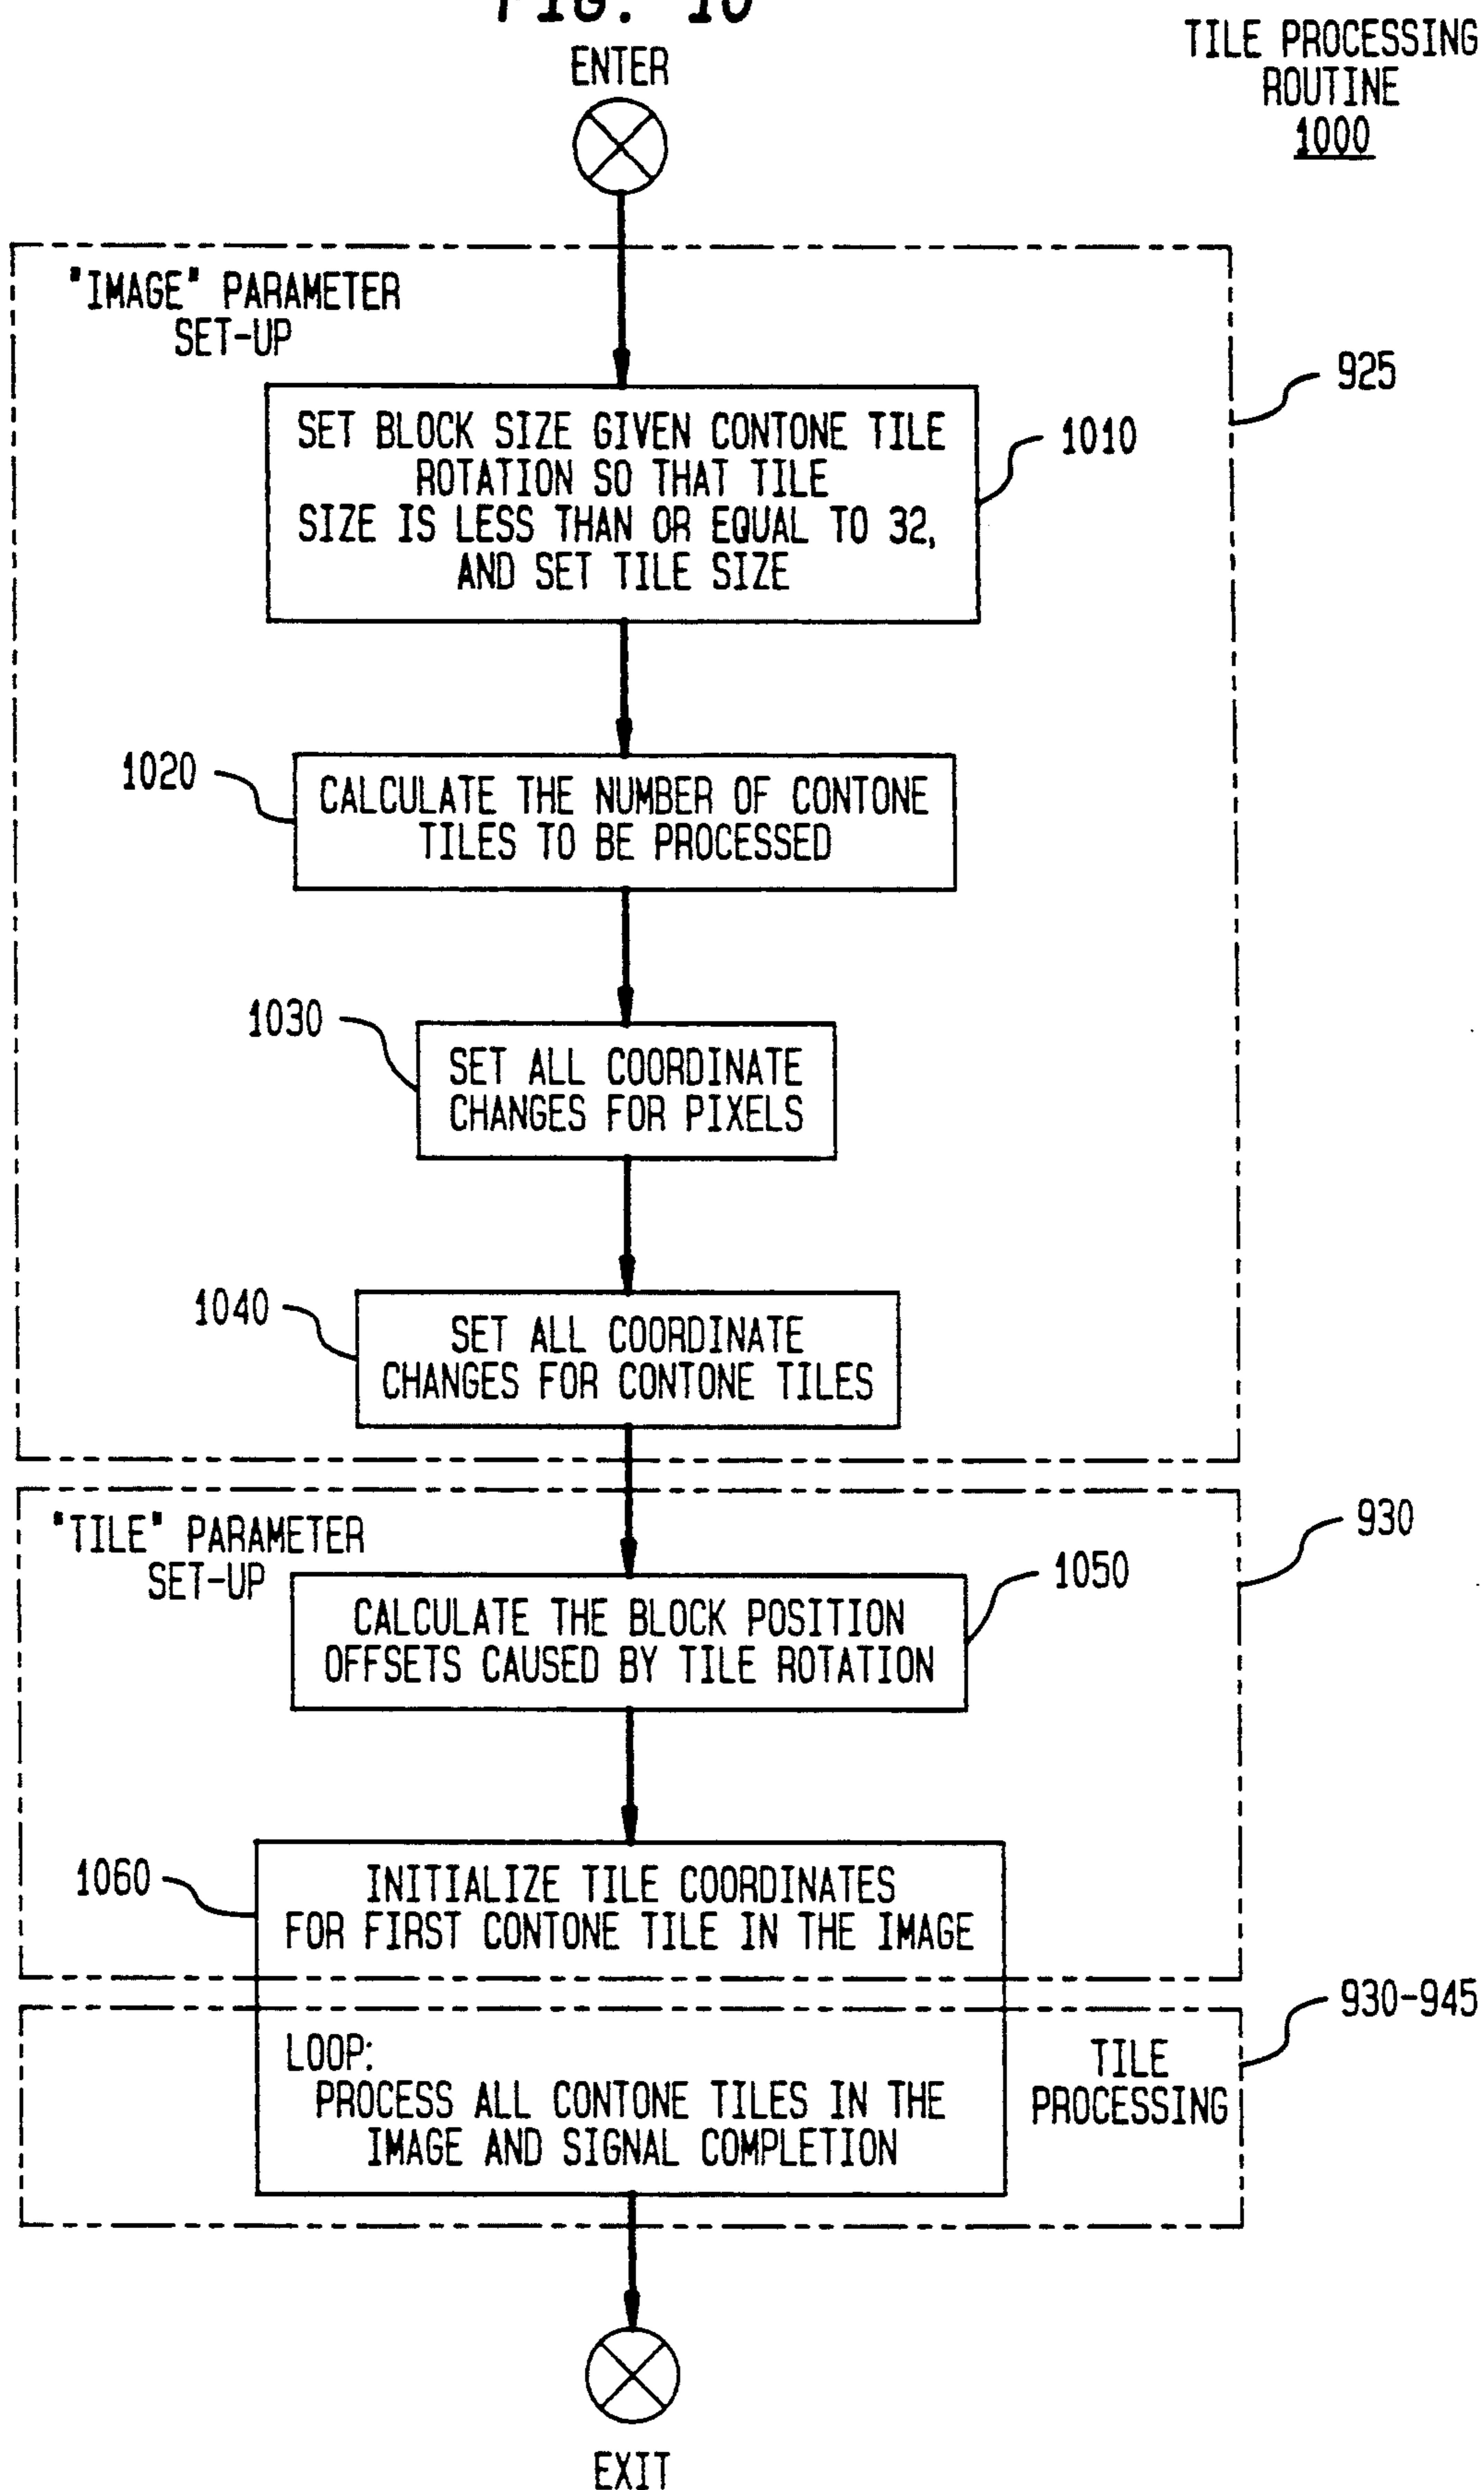 FIG. 10
TILE PROCESSING
ROUTINE
1000
ENTER
"IMAGE" PARAMETER
SET-UP
925
SET BLOCK SIZE GIVEN CONTONE TILE
ROTATION SO THAT TILE
SIZE IS LESS THAN OR EQUAL TO 32,
AND SET TILE SIZE
1010
1020
CALCULATE THE NUMBER OF CONTONE
TILES TO BE PROCESSED
1030
SET ALL COORDINATE
CHANGES FOR PIXELS
1040
SET ALL COORDINATE
CHANGES FOR CONTONE TILES
"TILE" PARAMETER
SET-UP
930
1050
CALCULATE THE BLOCK POSITION
OFFSETS CAUSED BY TILE ROTATION
1060
INITIALIZE TILE COORDINATES
FOR FIRST CONTONE TILE IN THE IMAGE
930-945
LOOP:
PROCESS ALL CONTONE TILES IN THE
IMAGE AND SIGNAL COMPLETION
TILE
PROCESSING
EXIT